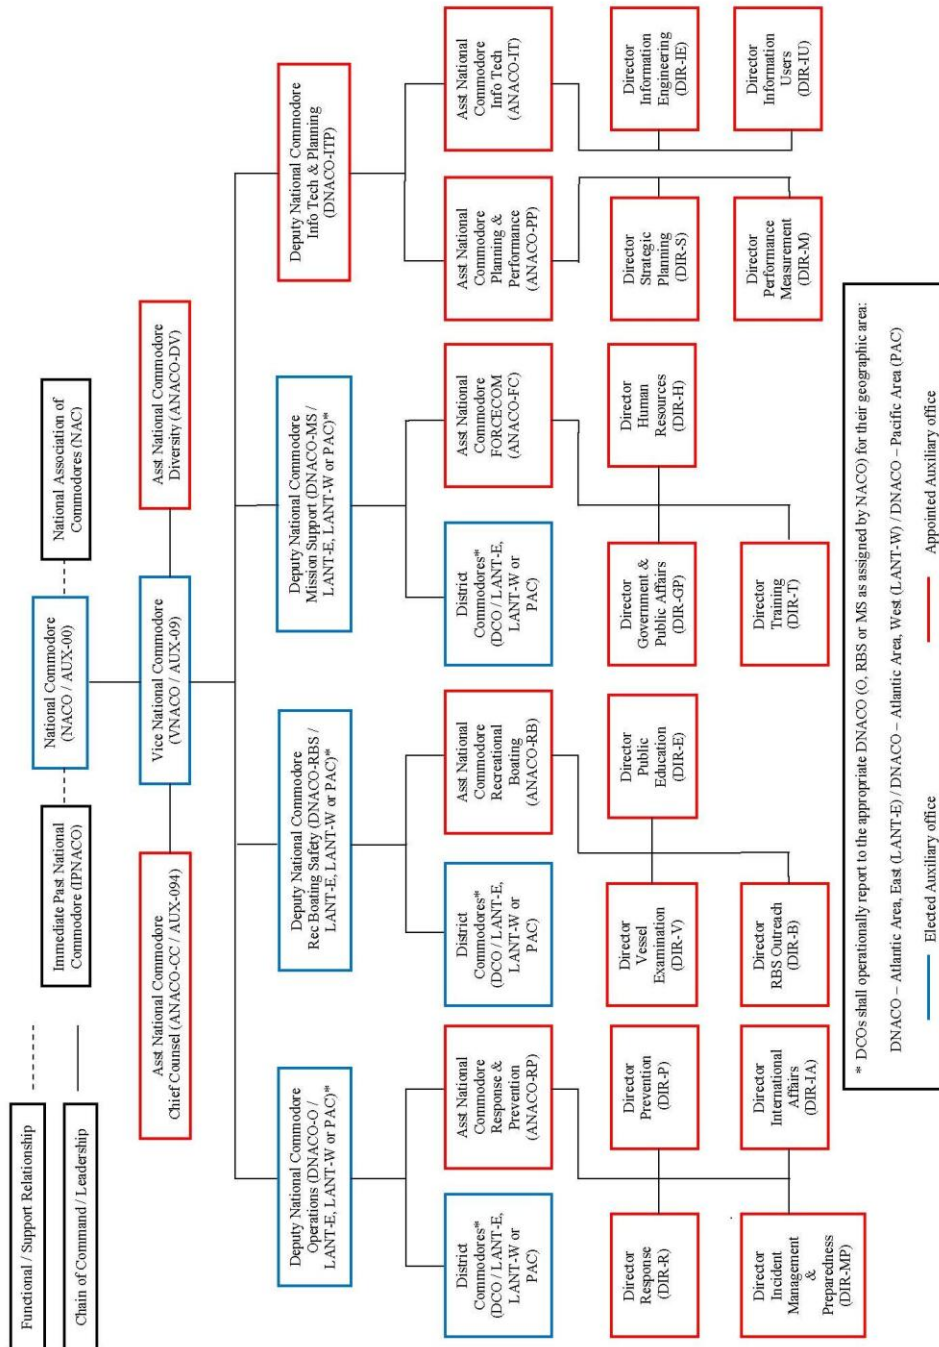 Functional / Support Relationship
Chain of Command / Leadership
Immediate Past National
Commodore (IPNACO)
National Commodore
(NACO / AUX-00)
National Association of
Commodores (NAC)
Asst National Commodore
Chief Counsel (ANACO-CC / AUX-094)
Vice National Commodore
(VNACO / AUX-09)
Asst National Commodore
Diversity (ANACO-DV)
Deputy National Commodore
Operations (DNACO-O /
LANT-E, LANT-W or PAC)*
Deputy National Commodore
Rec Boating Safety (DNACO-RBS /
LANT-E, LANT-W or PAC)*
Deputy National Commodore
Mission Support (DNACO-MS /
LANT-E, LANT-W or PAC)*
Deputy National Commodore
Info Tech & Planning
(DNACO-ITP)
District
Commodores*
(DCO / LANT-E,
LANT-W or
PAC)
Asst National
Commodore
Response &
Prevention
(ANACO-RP)
District
Commodores*
(DCO / LANT-E,
LANT-W or
PAC)
Asst National
Commodore
Recreational
Boating
(ANACO-RB)
District
Commodores*
(DCO / LANT-E,
LANT-W or
PAC)
Asst National
Commodore
FORCECOM
(ANACO-FC)
Asst National
Commodore
Planning &
Performance
(ANACO-PP)
Asst National
Commodore
Info Tech
(ANACO-IT)
Director
Response
(DIR-R)
Director
Prevention
(DIR-P)
Director
Vessel
Examination
(DIR-V)
Director
Public
Education
(DIR-E)
Director
Government &
Public Affairs
(DIR-GP)
Director
Human
Resources
(DIR-H)
Director
Strategic
Planning
(DIR-S)
Director
Information
Engineering
(DIR-IE)
Director
Incident
Management
&
Preparedness
(DIR-MP)
Director
International
Affairs
(DIR-IA)
Director
RBS Outreach
(DIR-B)
Director
Training
(DIR-T)
Director
Performance
Measurement
(DIR-M)
Director
Information
Users
(DIR-IU)
* DCOs shall operationally report to the appropriate DNACO (O, RBS or MS as assigned by NACO) for their geographic area:
DNACO – Atlantic Area, East (LANT-E) / DNACO – Atlantic Area, West (LANT-W) / DNACO – Pacific Area (PAC)
Elected Auxiliary office
Appointed Auxiliary office